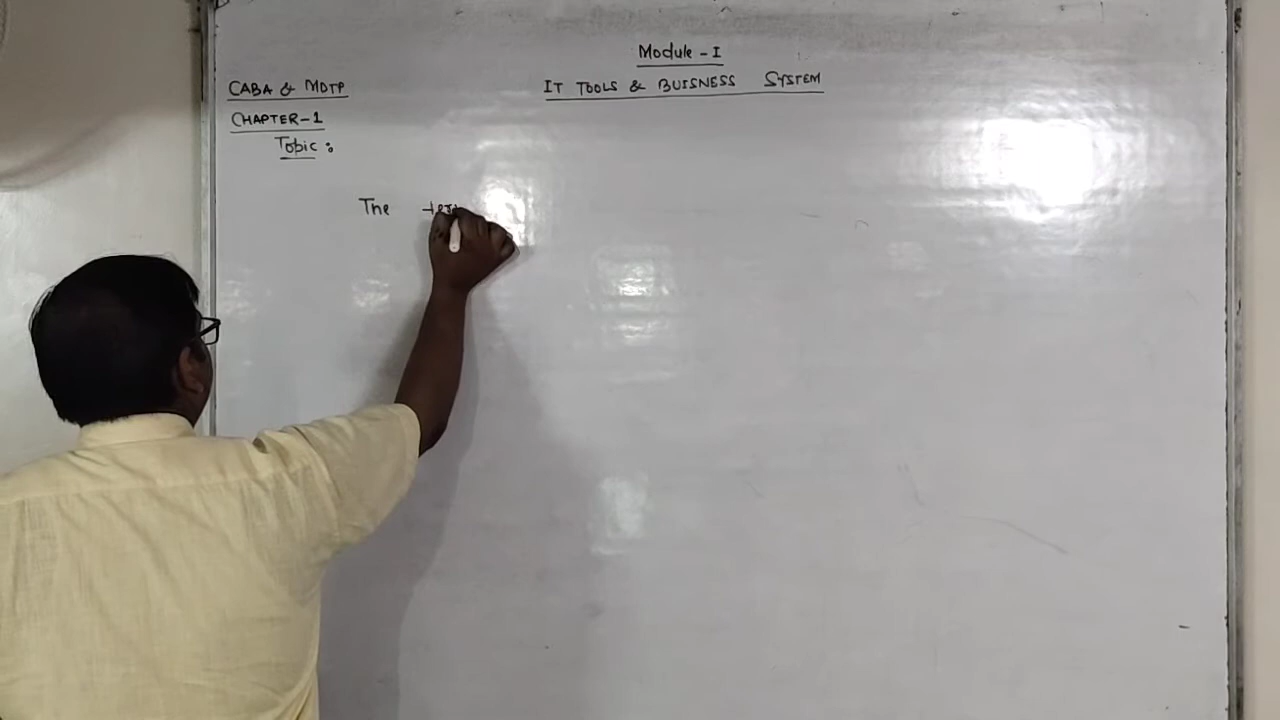 Module - I
CABA & MDTP
IT TOOLS & BUISNESS SYSTEM
CHAPTER-1
Topic :
The